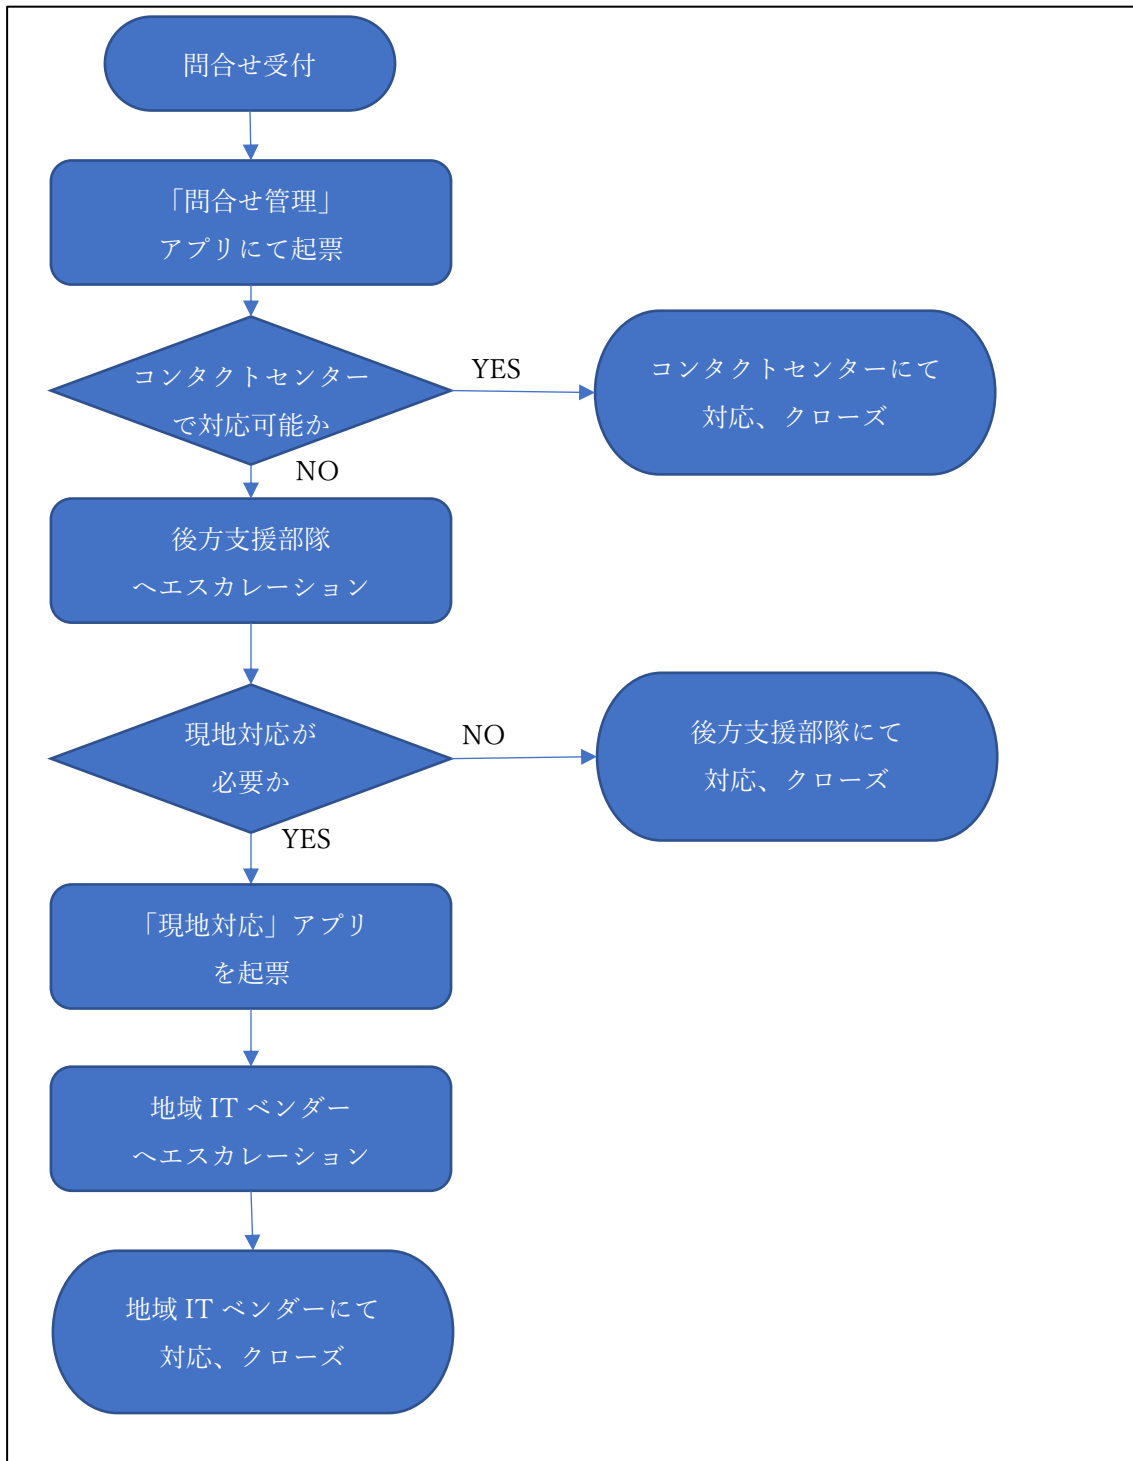 問合せ受付
「問合せ管理」
アプリにて起票
コンタクトセンター
で対応可能か
YES
コンタクトセンターにて
対応、クローズ
NO
後方支援部隊
へエスカレーション
現地対応が
必要か
NO
後方支援部隊にて
対応、クローズ
YES
「現地対応」アプリ
を起票
地域 IT ベンダー
へエスカレーション
地域 IT ベンダーにて
対応、クローズ